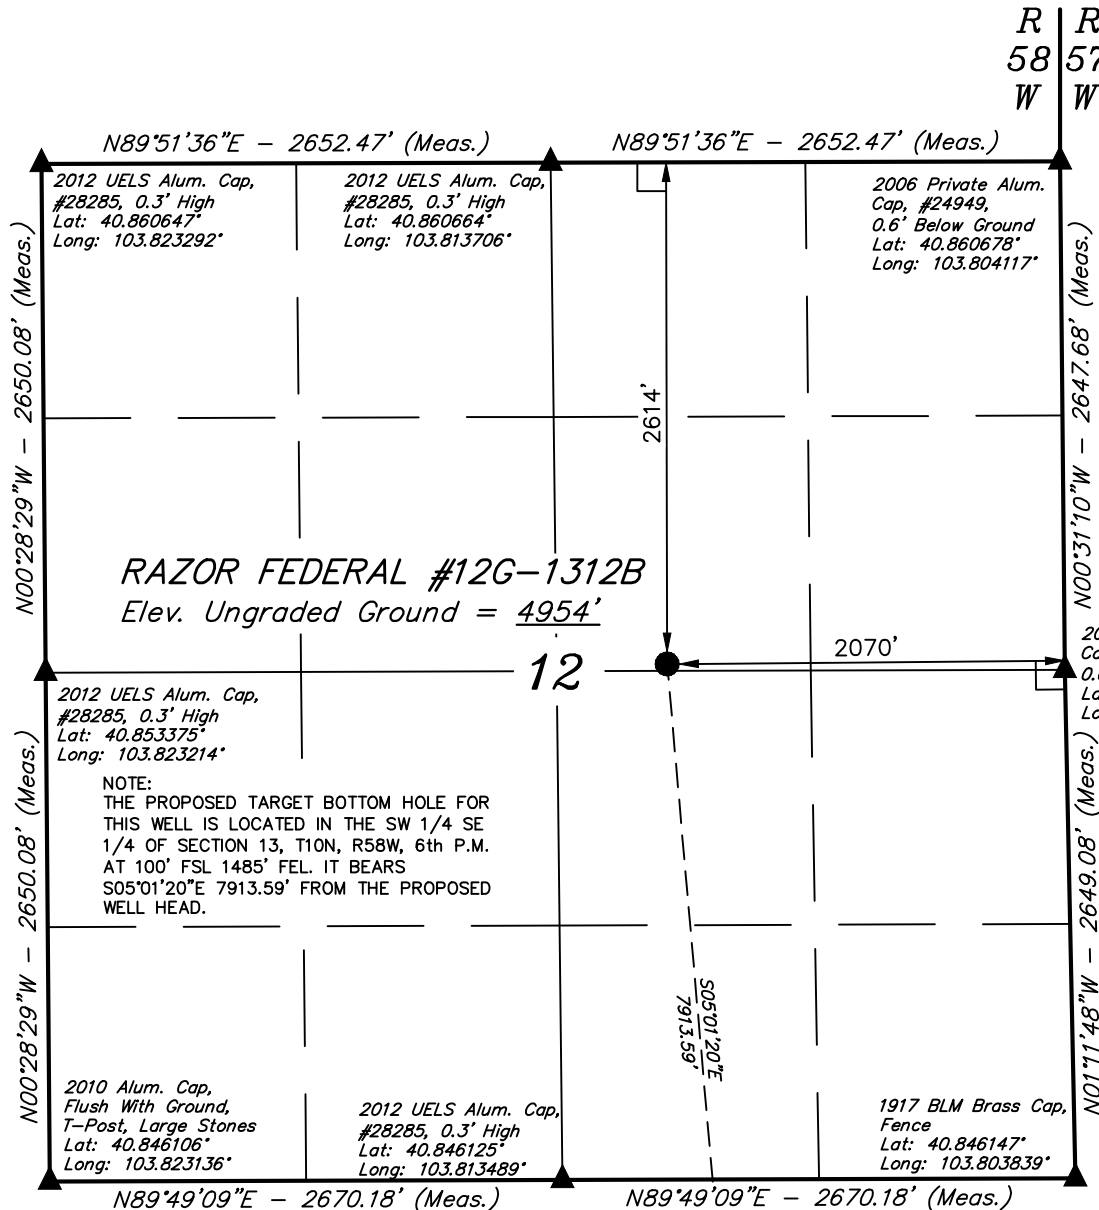 R R
58 57
W W
N89°51'36"E - 2652.47' (Meas.)
N89°51'36"E - 2652.47' (Meas.)
2012 UELS Alum. Cap,
#28285, 0.3' High
Lat: 40.860647°
Long: 103.823292°
2012 UELS Alum. Cap,
#28285, 0.3' High
Lat: 40.860664°
Long: 103.813706°
2006 Private Alum.
Cap, #24949,
0.6' Below Ground
Lat: 40.860678°
Long: 103.804117°
N00°28'29"W - 2650.08' (Meas.)
N00°31'10"W - 2647.68' (Meas.)
2614'
RAZOR FEDERAL #12G-1312B
Elev. Ungraded Ground = 4954'
12
2070'
2012 UELS Alum. Cap,
#28285, 0.3' High
Lat: 40.853375°
Long: 103.823214°
NOTE:
THE PROPOSED TARGET BOTTOM HOLE FOR
THIS WELL IS LOCATED IN THE SW 1/4 SE
1/4 OF SECTION 13, T10N, R58W, 6th P.M.
AT 100' FSL 1485' FEL. IT BEARS
S05°01'20"E 7913.59' FROM THE PROPOSED
WELL HEAD.
N00°28'29"W - 2650.08' (Meas.)
N01°11'48"W - 2649.08' (Meas.)
S05°01'20"E
7913.59'
2010 Alum. Cap,
Flush With Ground,
T-Post, Large Stones
Lat: 40.846106°
Long: 103.823136°
2012 UELS Alum. Cap,
#28285, 0.3' High
Lat: 40.846125°
Long: 103.813489°
1917 BLM Brass Cap,
Fence
Lat: 40.846147°
Long: 103.803839°
N89°49'09"E - 2670.18' (Meas.)
N89°49'09"E - 2670.18' (Meas.)